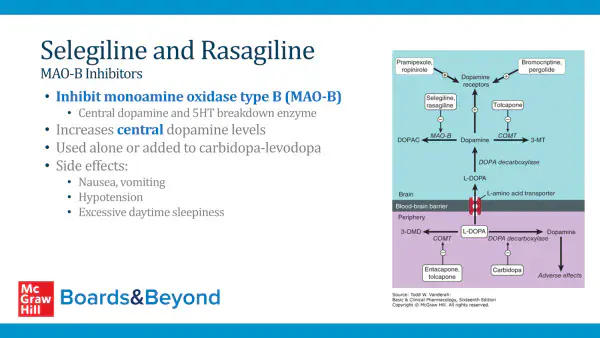 Selegiline and Rasagiline
MAO-B Inhibitors
• Inhibit monoamine oxidase type B (MAO-B)
• Central dopamine and 5HT breakdown enzyme
• Increases central dopamine levels
• Used alone or added to carbidopa-levodopa
• Side effects:
• Nausea, vomiting
• Hypotension
• Excessive daytime sleepiness
Pramipexole,
ropinirole
Bromocriptine,
pergolide
Dopamine
receptors
Selegiline,
rasagiline
Tolcapone
MAO-B
COMT
DOPAC
Dopamine
3-MT
DOPA decarboxylase
L-DOPA
Brain
L-amino acid transporter
Blood-brain barrier
Periphery
3-OMD
L-DOPA
Dopamine
COMT
DOPA decarboxylase
Entacapone,
tolcapone
Carbidopa
Adverse effects
Source: Todd W. Vanderah:
Basic & Clinical Pharmacology, Sixteenth Edition
Copyright © McGraw Hill. All rights reserved.
Mc
Graw
Hill
Boards&Beyond